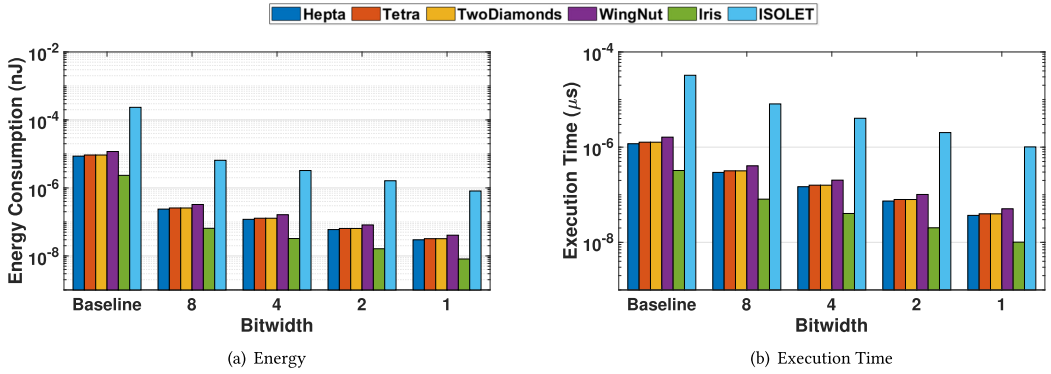 Hepta Tetra TwoDiamonds WingNut Iris ISOLET
Energy Consumption (nJ)
10^-2
10^-4
10^-6
10^-8
Baseline 8 4 2 1
Bitwidth
(a) Energy
Execution Time (μs)
10^-4
10^-6
10^-8
Baseline 8 4 2 1
Bitwidth
(b) Execution Time